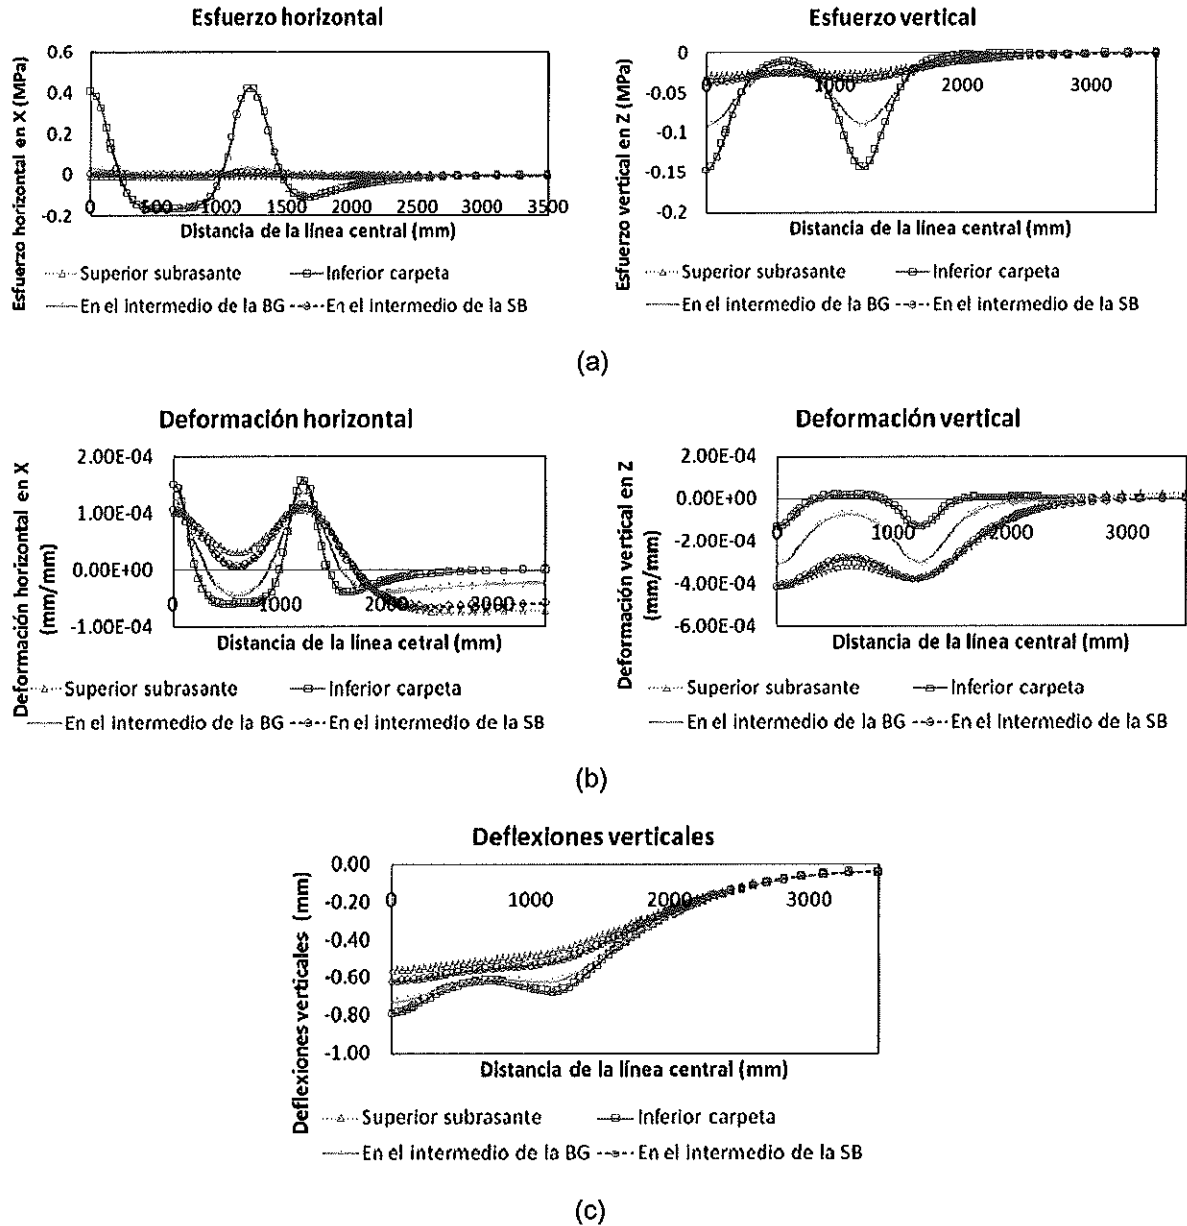 Esfuerzo horizontal
Esfuerzo horizontal en X (MPa)
0.6
0.4
0.2
0
-0.2
0 500 1000 1500 2000 2500 3000 3500
Distancia de la línea central (mm)
Superior subrasante Inferior carpeta
En el intermedio de la BG En el intermedio de la SB
Esfuerzo vertical
Esfuerzo vertical en Z (MPa)
0
-0.05
-0.1
-0.15
-0.2
0 1000 2000 3000
Distancia de la línea central (mm)
Superior subrasante Inferior carpeta
En el intermedio de la BG En el intermedio de la SB
(a)
Deformación horizontal
Deformación horizontal en X
(mm/mm)
2.00E-04
1.00E-04
0.00E+00
-1.00E-04
0 1000 2000 3000
Distancia de la línea cetral (mm)
Superior subrasante Inferior carpeta
En el intermedio de la BG En el intermedio de la SB
Deformación vertical
Deformación vertical en Z
(mm/mm)
2.00E-04
0.00E+00
-2.00E-04
-4.00E-04
-6.00E-04
0 1000 2000 3000
Distancia de la línea central (mm)
Superior subrasante Inferior carpeta
En el intermedio de la BG En el intermedio de la SB
(b)
Deflexiones verticales
Deflexiones verticales (mm)
0.00
-0.20
-0.40
-0.60
-0.80
-1.00
0 1000 2000 3000
Distancia de la línea central (mm)
Superior subrasante Inferior carpeta
En el intermedio de la BG En el intermedio de la SB
(c)